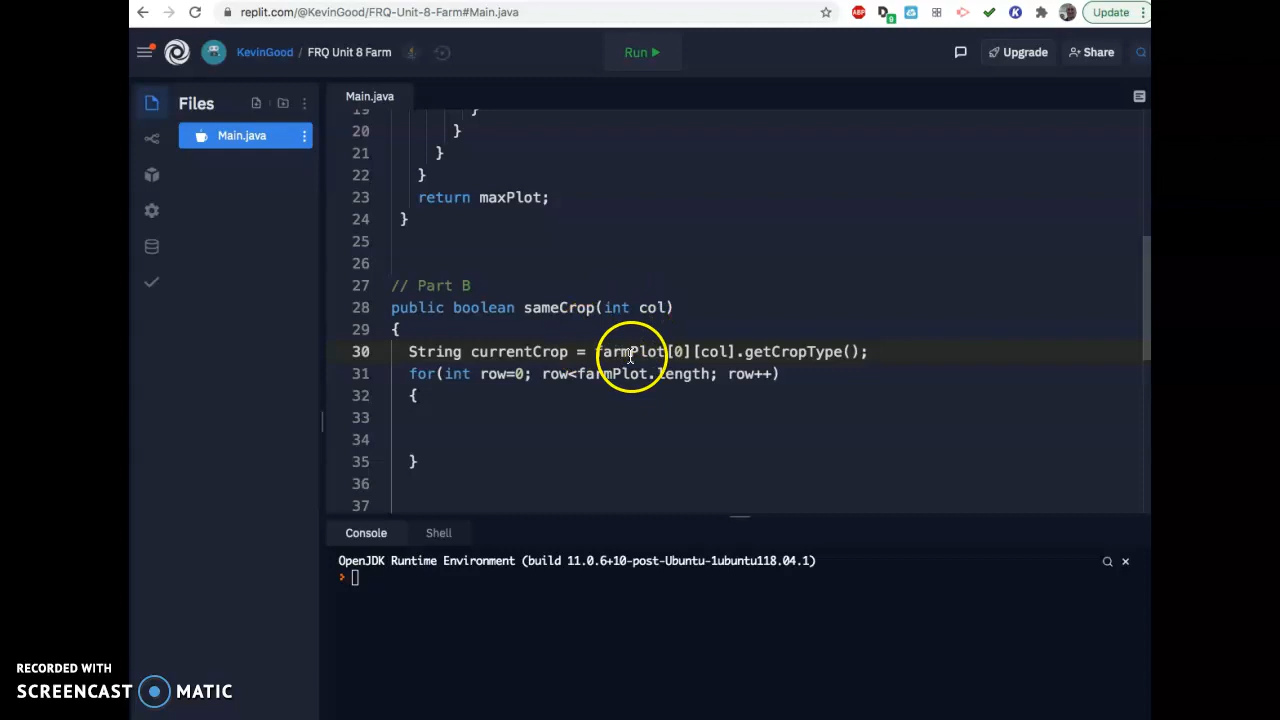 replit.com/@KevinGood/FRQ-Unit-8-Farm#Main.java
ABP
D
9
K
Update
KevinGood / FRQ Unit 8 Farm
Run
Upgrade
Share
Files
Main.java
Main.java
19 }
20 }
21 }
22 }
23 return maxPlot;
24 }
25
26
27 // Part B
28 public boolean sameCrop(int col)
29 {
30 String currentCrop = farmPlot[0][col].getCropType();
31 for(int row=0; row<farmPlot.length; row++)
32 {
33
34
35 }
36
37
Console
Shell
OpenJDK Runtime Environment (build 11.0.6+10-post-Ubuntu-1ubuntu118.04.1)
RECORDED WITH
SCREENCAST MATIC